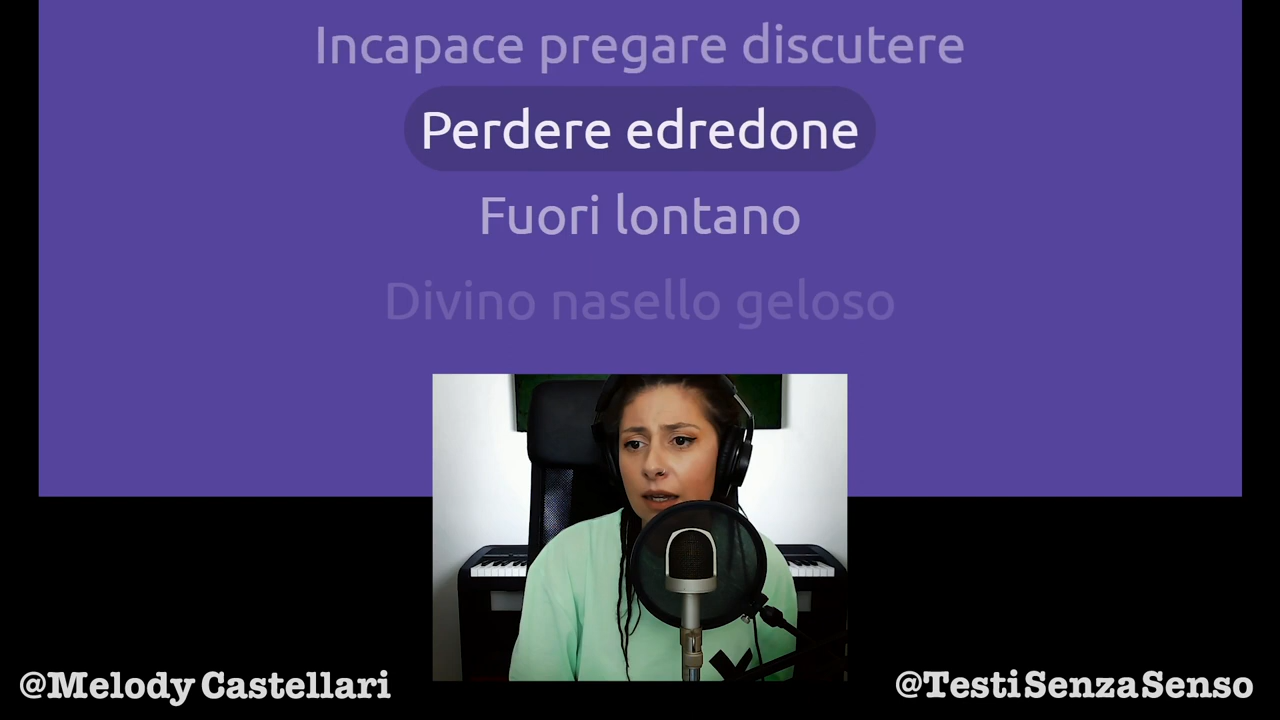 Incapace pregare discutere
Perdere edredone
Fuori lontano
Divino nasello geloso
@Melody Castellari
@TestiSenzaSenso